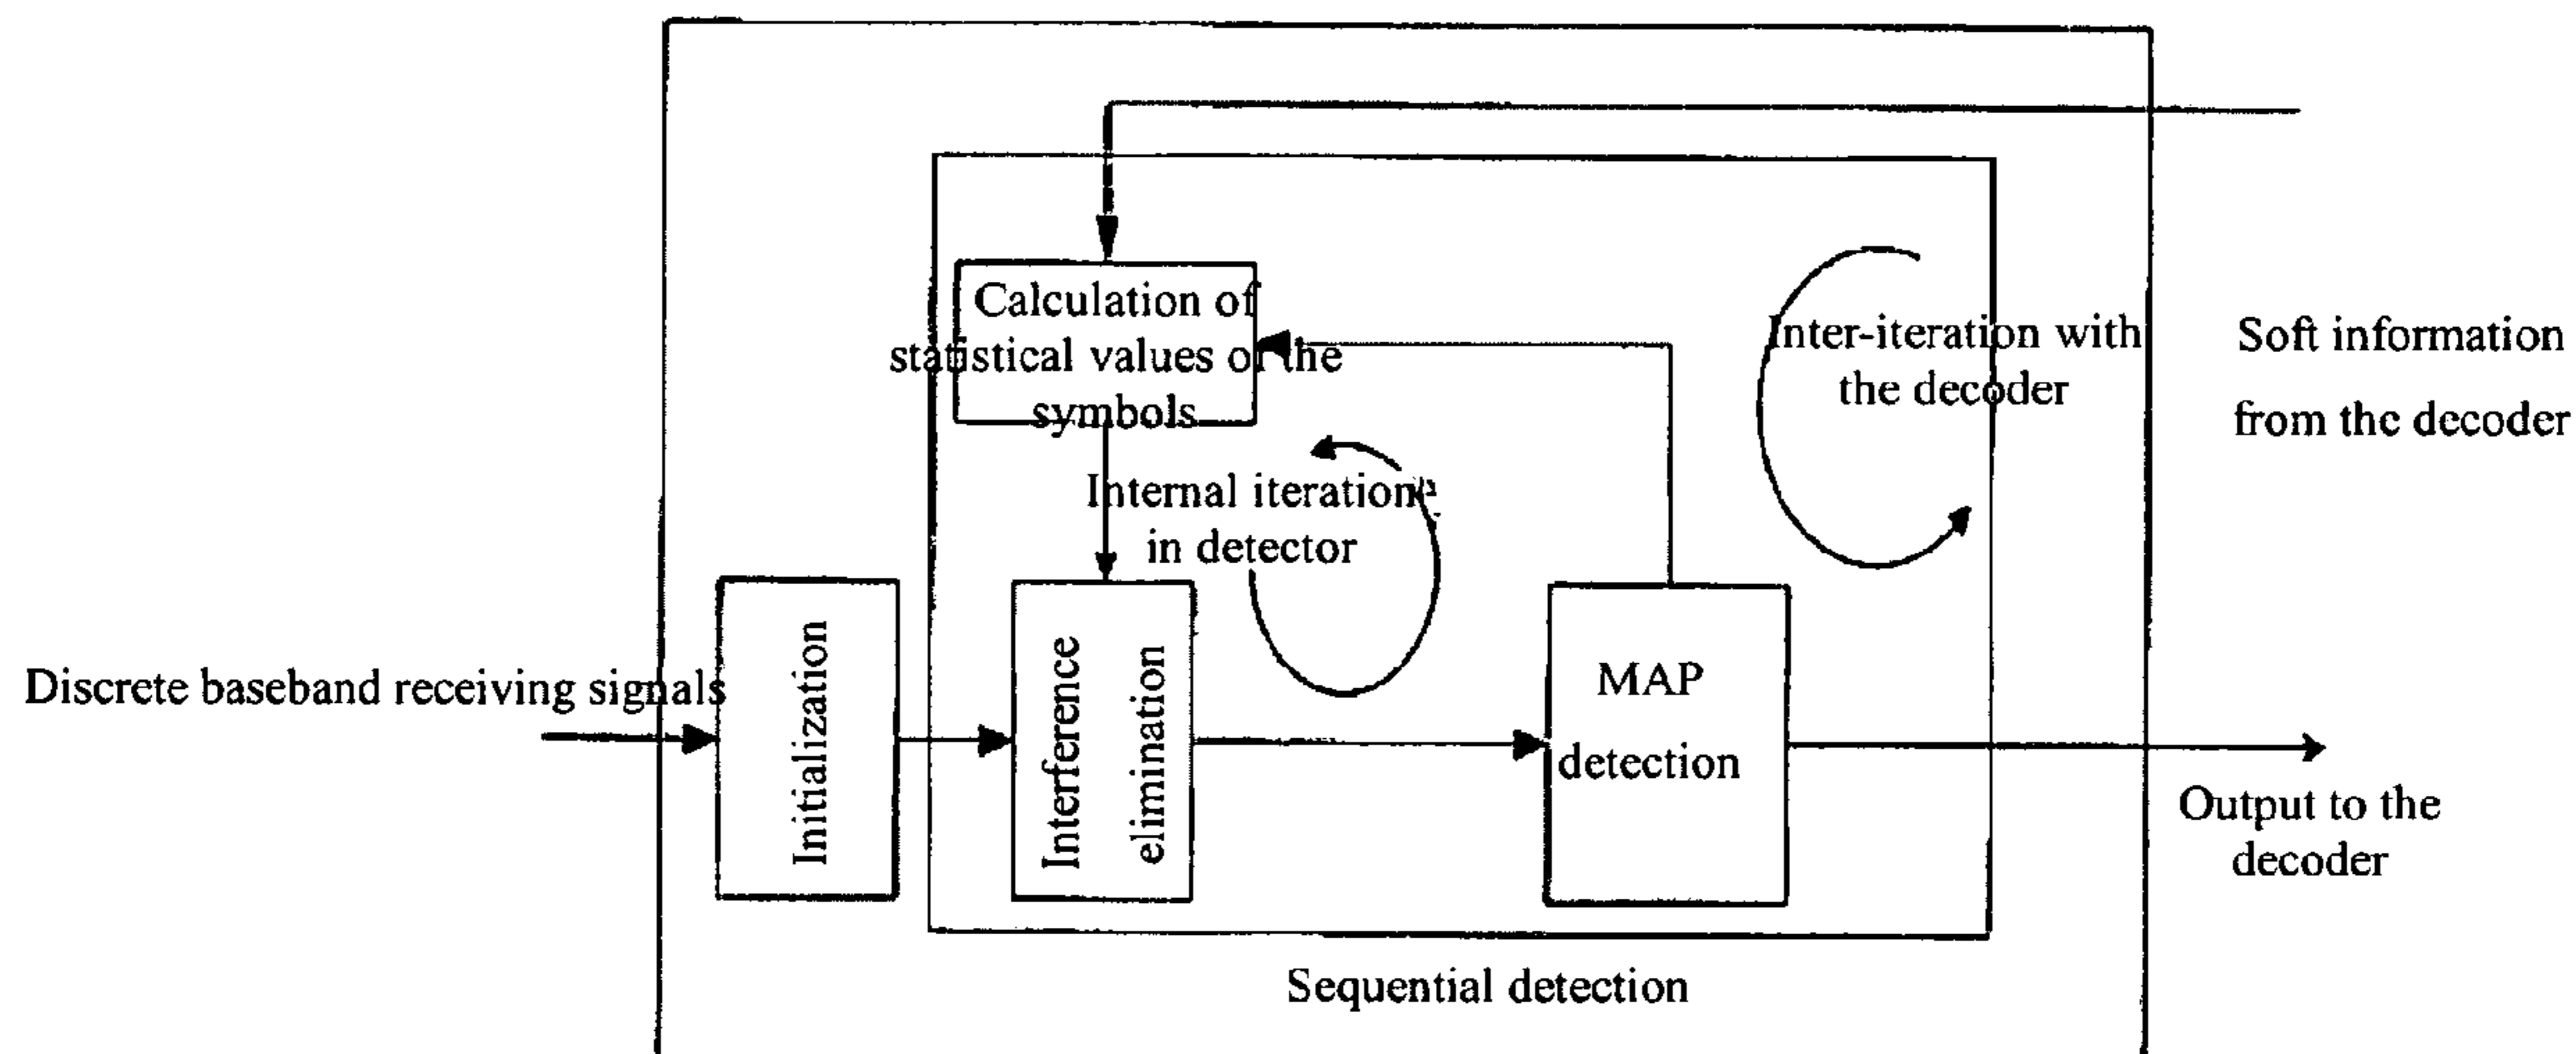 Calculation of
statistical values of the
symbols
Inter-iteration with
the decoder
Soft information
from the decoder
Internal iteration
in detector
Discrete baseband receiving signals
Initialization
Interference
elimination
MAP
detection
Output to the
decoder
Sequential detection